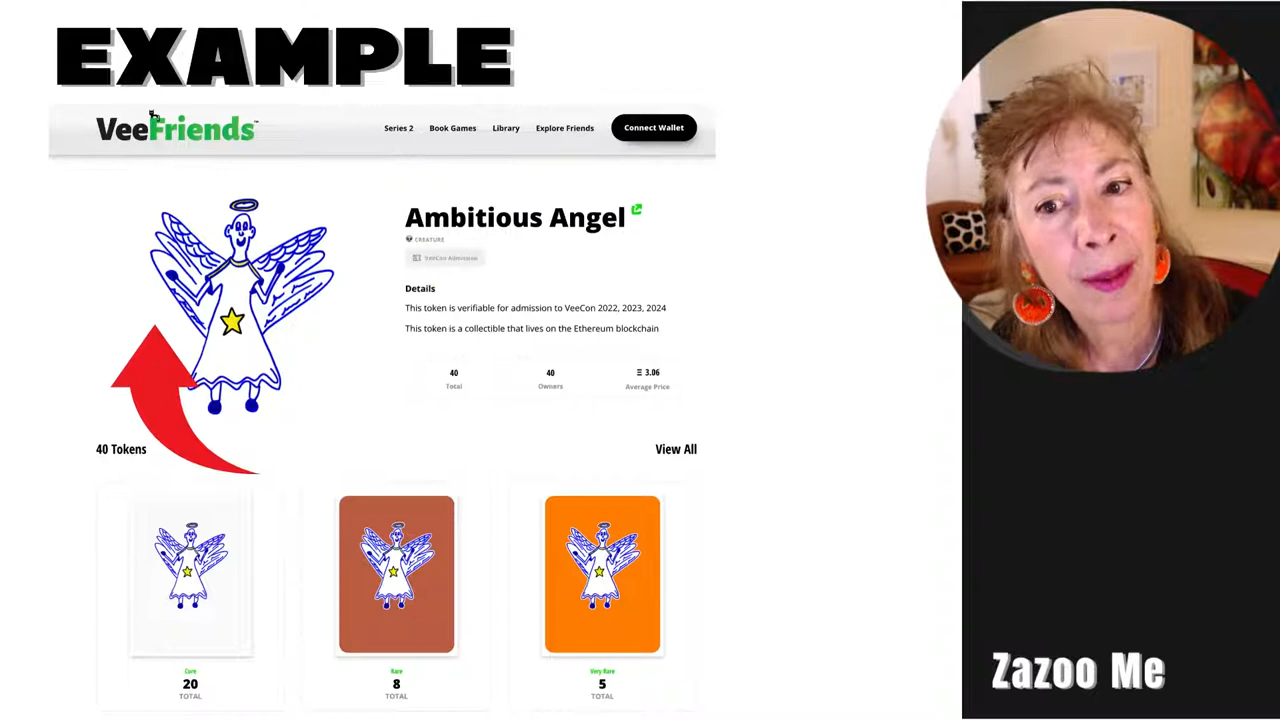 EXAMPLE
VeeFriends™
Series 2 Book Games Library Explore Friends Connect Wallet
Ambitious Angel
CREATURE
VeeCon Admission
Details
This token is verifiable for admission to VeeCon 2022, 2023, 2024
This token is a collectible that lives on the Ethereum blockchain
40 40 Ξ 3.06
Total Owners Average Price
40 Tokens View All
Core Rare Very Rare
20 8 5
TOTAL TOTAL TOTAL
Zazoo Me